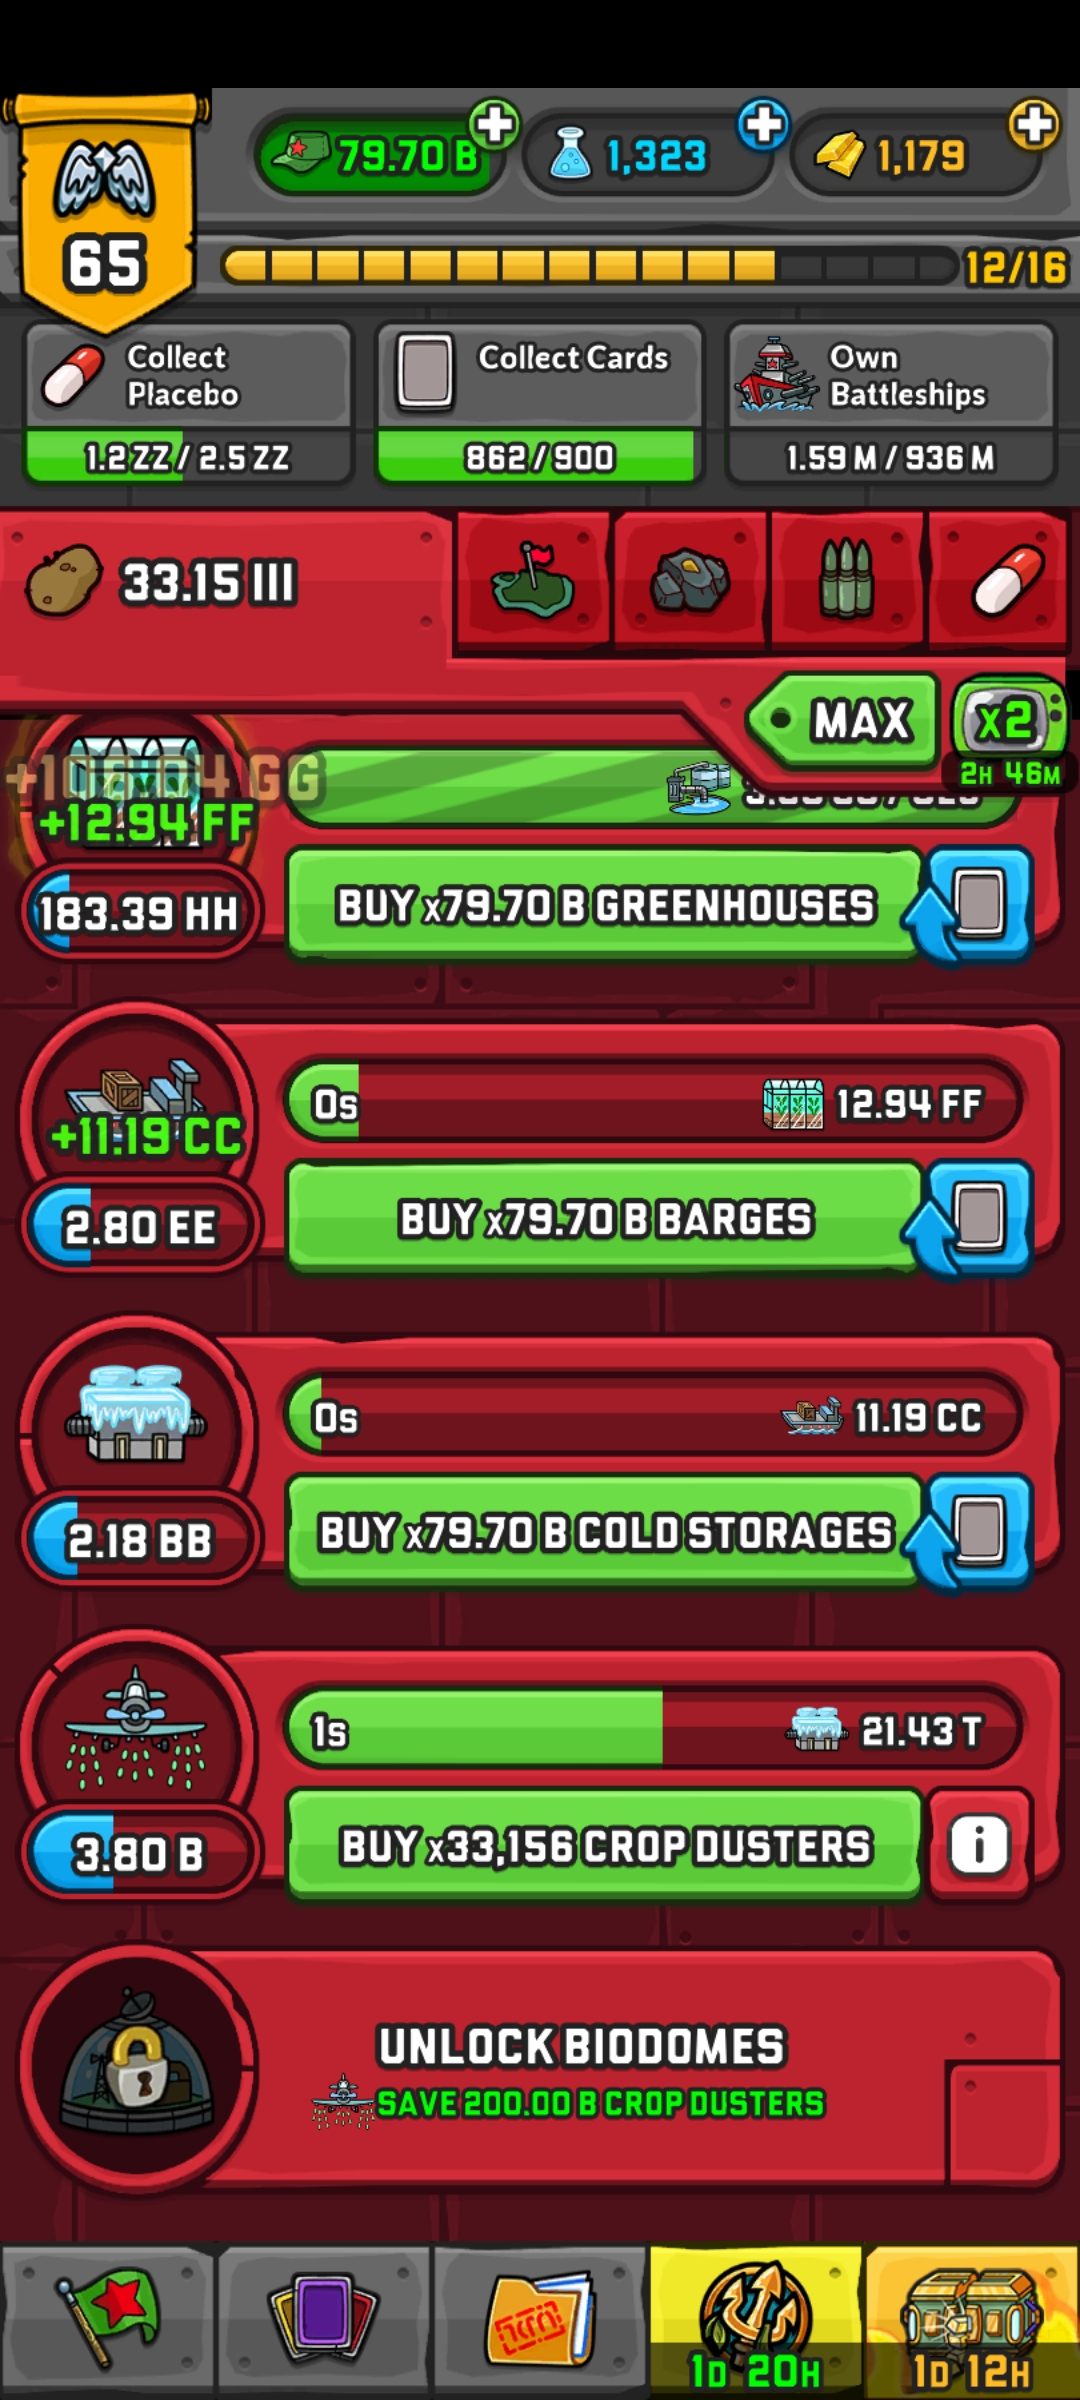 79.70 B
1,323
1,179
65
12/16
Collect
Placebo
1.2 ZZ / 2.5 ZZ
Collect Cards
862 / 900
Own
Battleships
1.59 M / 936 M
33.15 III
MAX
x2
2H 46M
+12.94 FF
183.39 HH
BUY x79.70 B GREENHOUSES
+11.19 CC
0s
12.94 FF
2.80 EE
BUY x79.70 B BARGES
0s
11.19 CC
2.18 BB
BUY x79.70 B COLD STORAGES
1s
21.43 T
3.80 B
BUY x33,156 CROP DUSTERS
i
UNLOCK BIODOMES
SAVE 200.00 B CROP DUSTERS
1D 20H
1D 12H